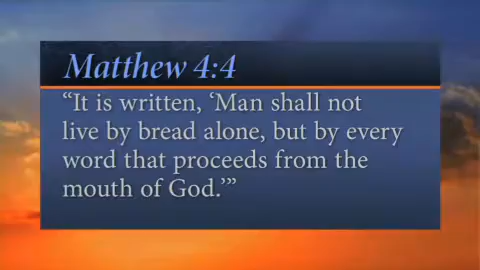 Matthew 4:4
“It is written, ‘Man shall not
live by bread alone, but by every
word that proceeds from the
mouth of God.’”